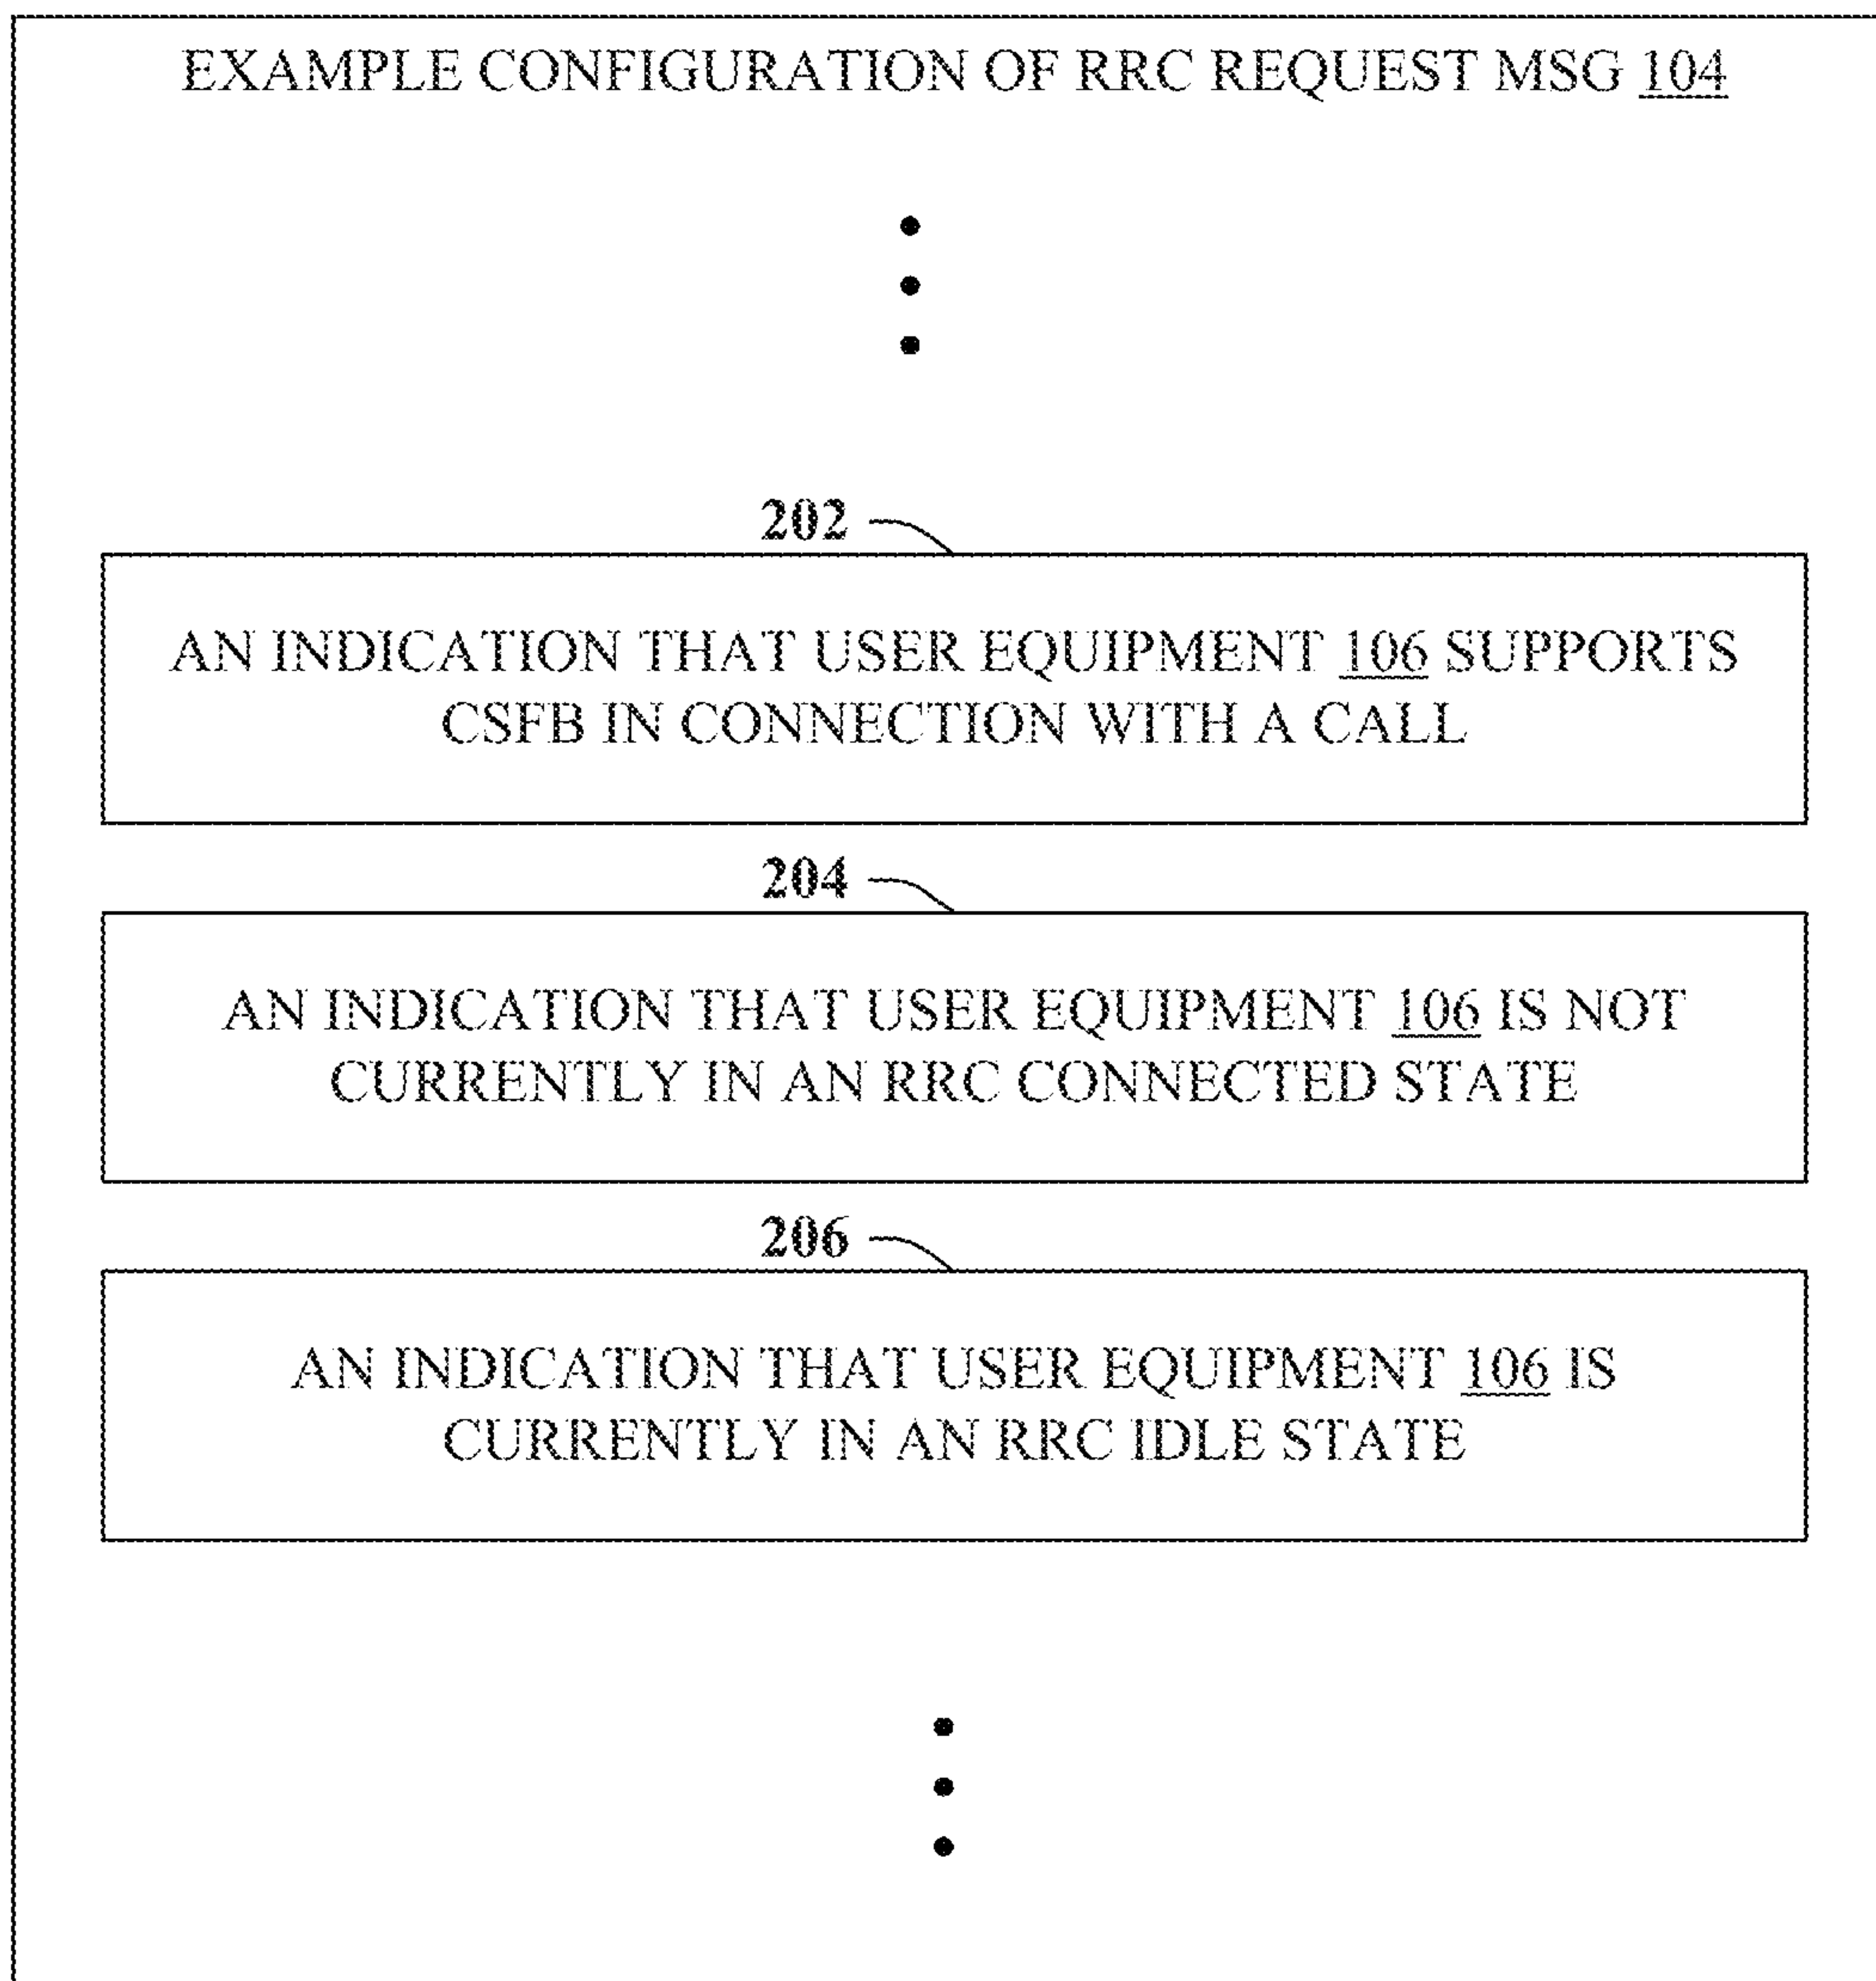 EXAMPLE CONFIGURATION OF RRC REQUEST MSG 104
202
AN INDICATION THAT USER EQUIPMENT 106 SUPPORTS
CSFB IN CONNECTION WITH A CALL
204
AN INDICATION THAT USER EQUIPMENT 106 IS NOT
CURRENTLY IN AN RRC CONNECTED STATE
206
AN INDICATION THAT USER EQUIPMENT 106 IS
CURRENTLY IN AN RRC IDLE STATE